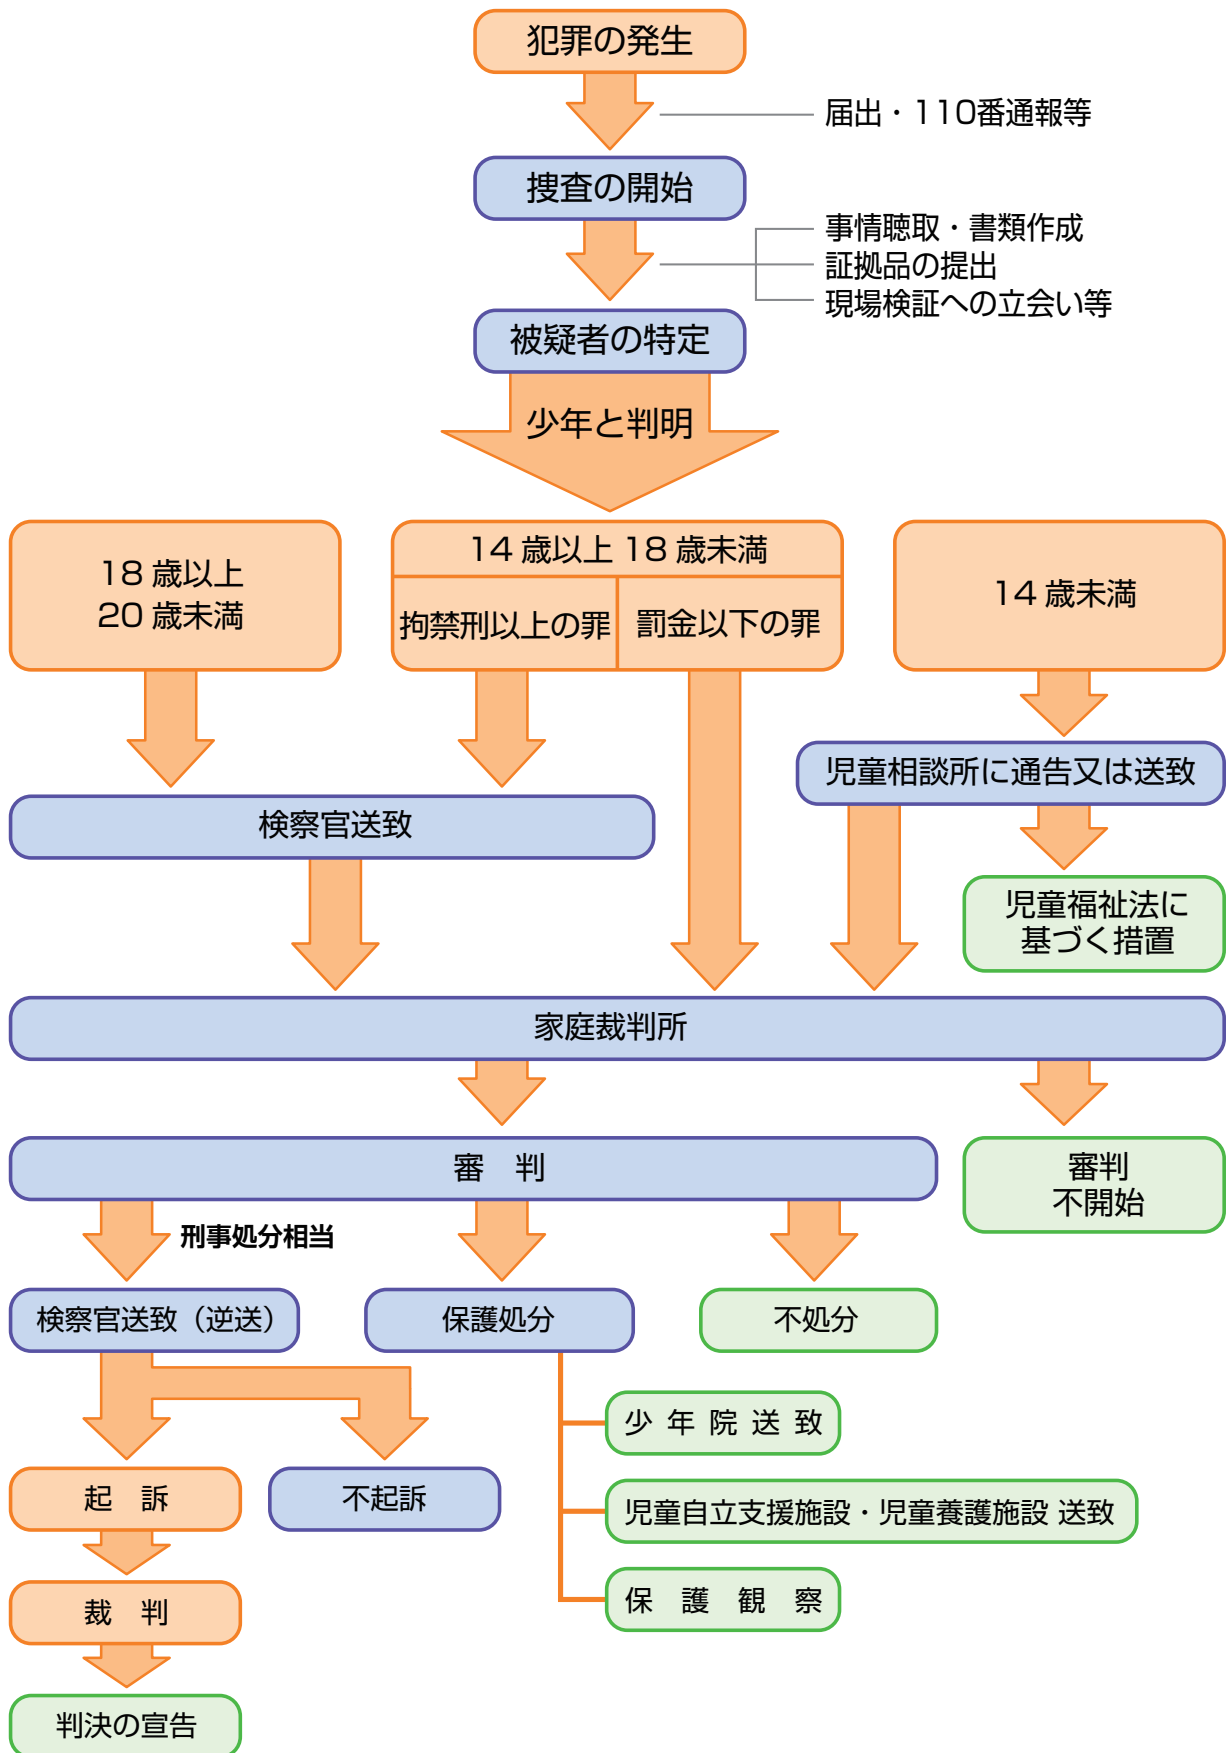 犯罪の発生
届出・110番通報等
捜査の開始
事情聴取・書類作成
証拠品の提出
現場検証への立会い等
被疑者の特定
少年と判明
18歳以上
20歳未満
14歳以上18歳未満
拘禁刑以上の罪
罰金以下の罪
14歳未満
児童相談所に通告又は送致
検察官送致
児童福祉法に
基づく措置
家庭裁判所
審　判
審判
不開始
刑事処分相当
検察官送致（逆送）
保護処分
不処分
少年院送致
児童自立支援施設・児童養護施設 送致
保護観察
起　訴
不起訴
裁　判
判決の宣告